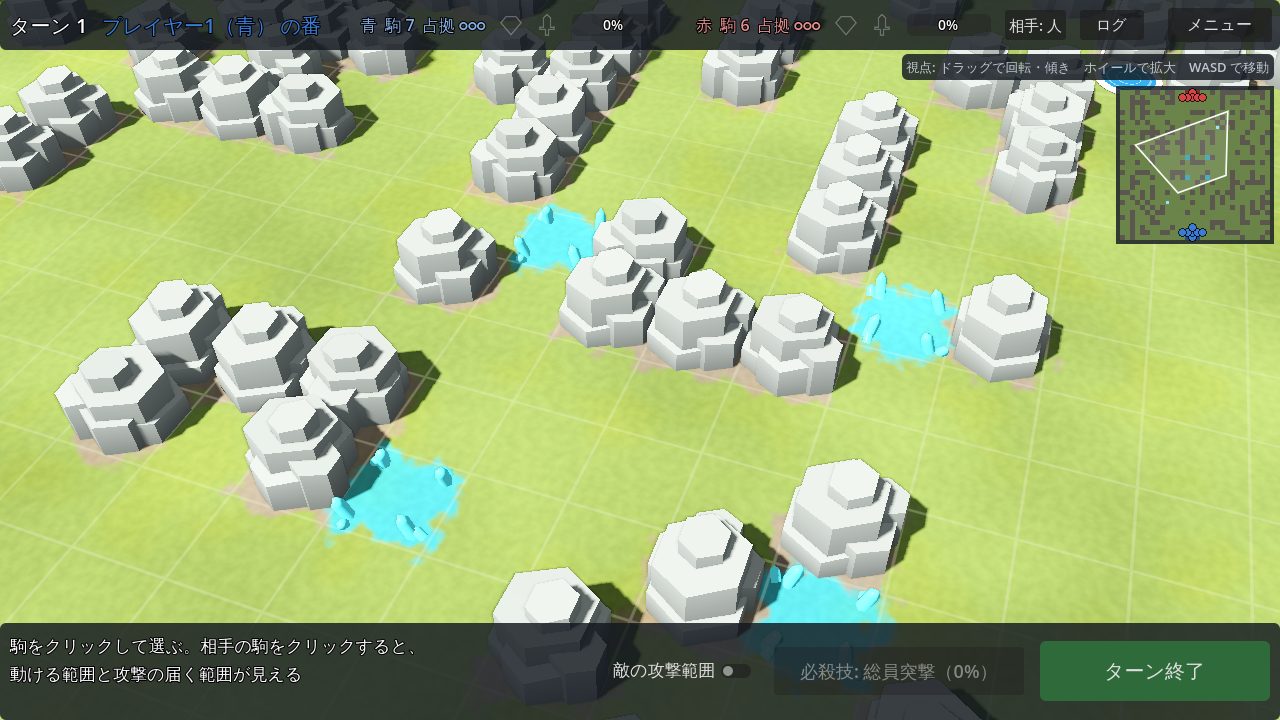 ターン 1 プレイヤー1（青） の番 青 駒 7 占拠 0% 赤 駒 6 占拠 0% 相手: 人 ログ メニュー
視点: ドラッグで回転・傾き ホイールで拡大 WASD で移動
駒をクリックして選ぶ。相手の駒をクリックすると、
動ける範囲と攻撃の届く範囲が見える
敵の攻撃範囲 必殺技: 総員突撃（0%） ターン終了